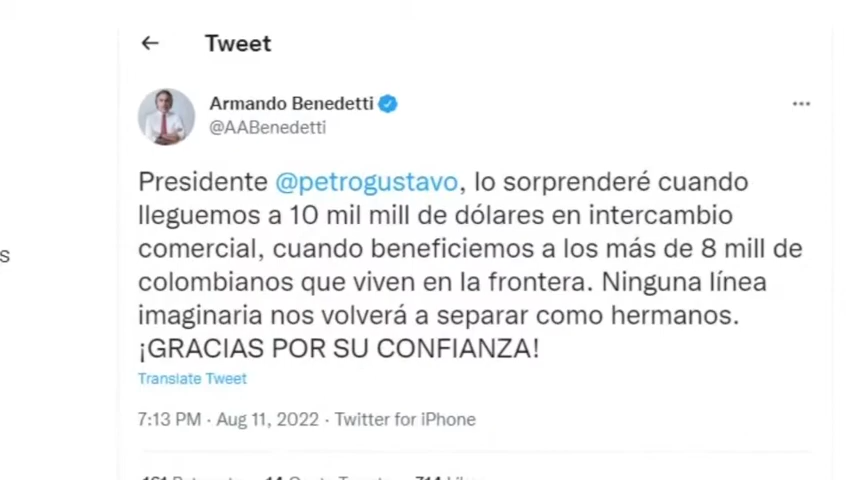 Tweet
Armando Benedetti
@AABenedetti
Presidente @petrogustavo, lo sorprenderé cuando
lleguemos a 10 mil mill de dólares en intercambio
comercial, cuando beneficiemos a los más de 8 mill de
colombianos que viven en la frontera. Ninguna línea
imaginaria nos volverá a separar como hermanos.
¡GRACIAS POR SU CONFIANZA!
Translate Tweet
7:13 PM · Aug 11, 2022 · Twitter for iPhone
s